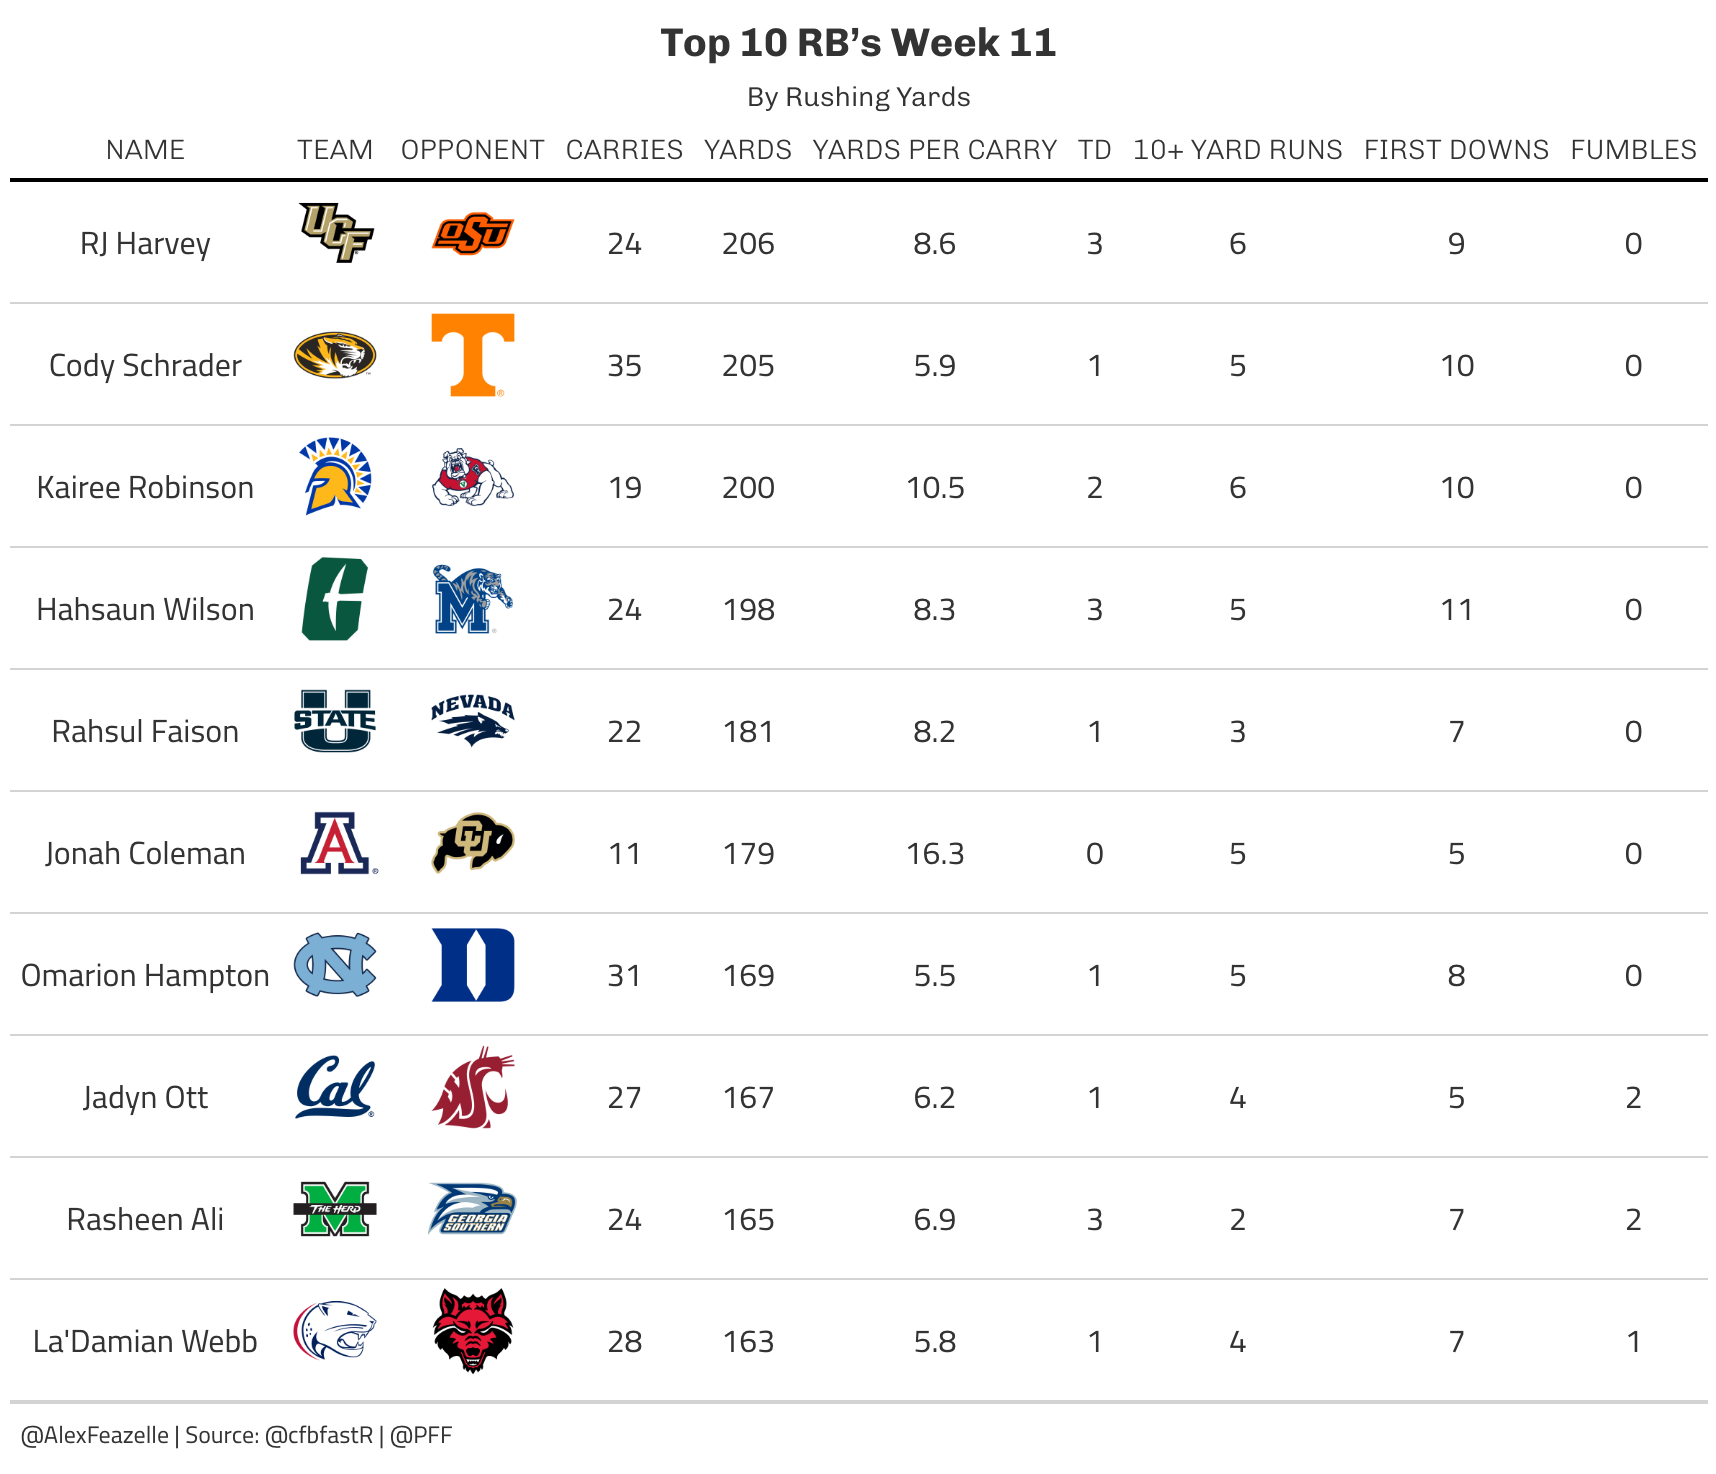 Top 10 RB’s Week 11
By Rushing Yards
NAME TEAM OPPONENT CARRIES YARDS YARDS PER CARRY TD 10+ YARD RUNS FIRST DOWNS FUMBLES
RJ Harvey UCF OSU 24 206 8.6 3 6 9 0
Cody Schrader T 35 205 5.9 1 5 10 0
Kairee Robinson 19 200 10.5 2 6 10 0
Hahsaun Wilson C M 24 198 8.3 3 5 11 0
Rahsul Faison U STATE NEVADA 22 181 8.2 1 3 7 0
Jonah Coleman A CU 11 179 16.3 0 5 5 0
Omarion Hampton NC D 31 169 5.5 1 5 8 0
Jadyn Ott Cal WSC 27 167 6.2 1 4 5 2
Rasheen Ali M THE HERD GEORGIA SOUTHERN 24 165 6.9 3 2 7 2
La'Damian Webb 28 163 5.8 1 4 7 1
@AlexFeazelle | Source: @cfbfastR | @PFF